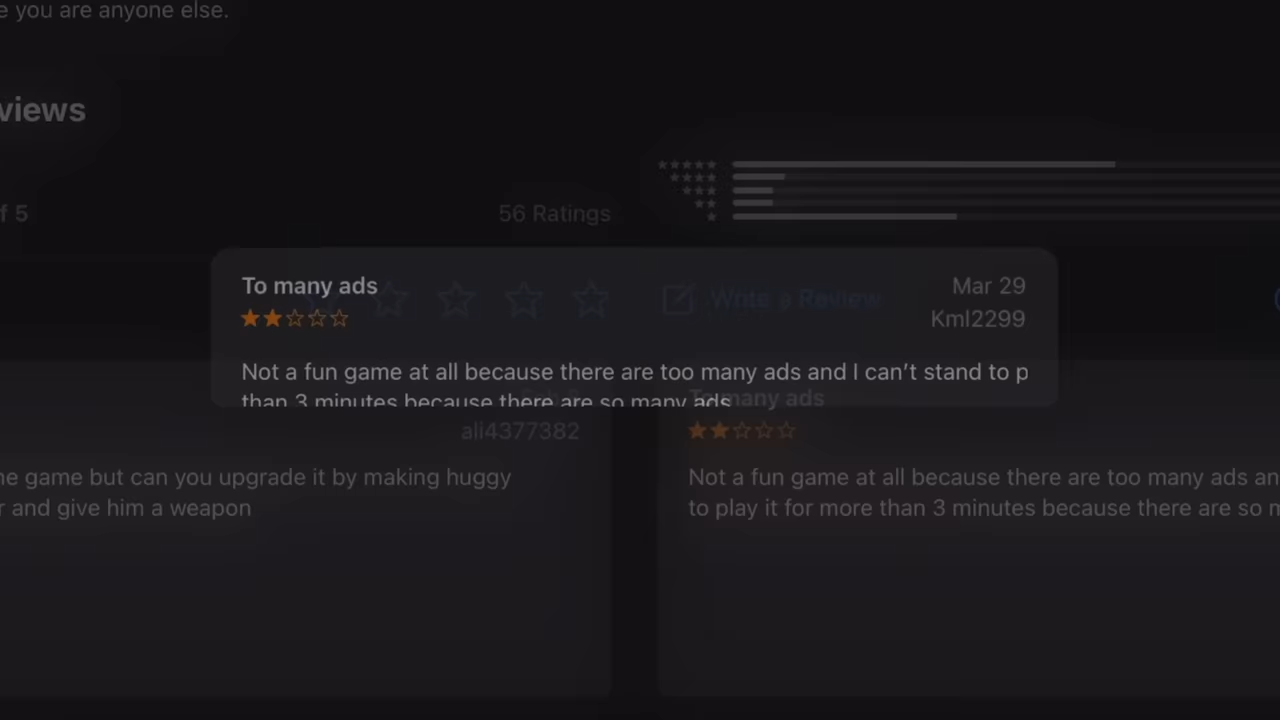 e you are anyone else.
views
f 5
56 Ratings
To many ads
Mar 29
Write a Review
Kml2299
Not a fun game at all because there are too many ads and I can't stand to p
than 3 minutes because there are so many ads
To many ads
ali4377382
ne game but can you upgrade it by making huggy
r and give him a weapon
Not a fun game at all because there are too many ads an
to play it for more than 3 minutes because there are so m